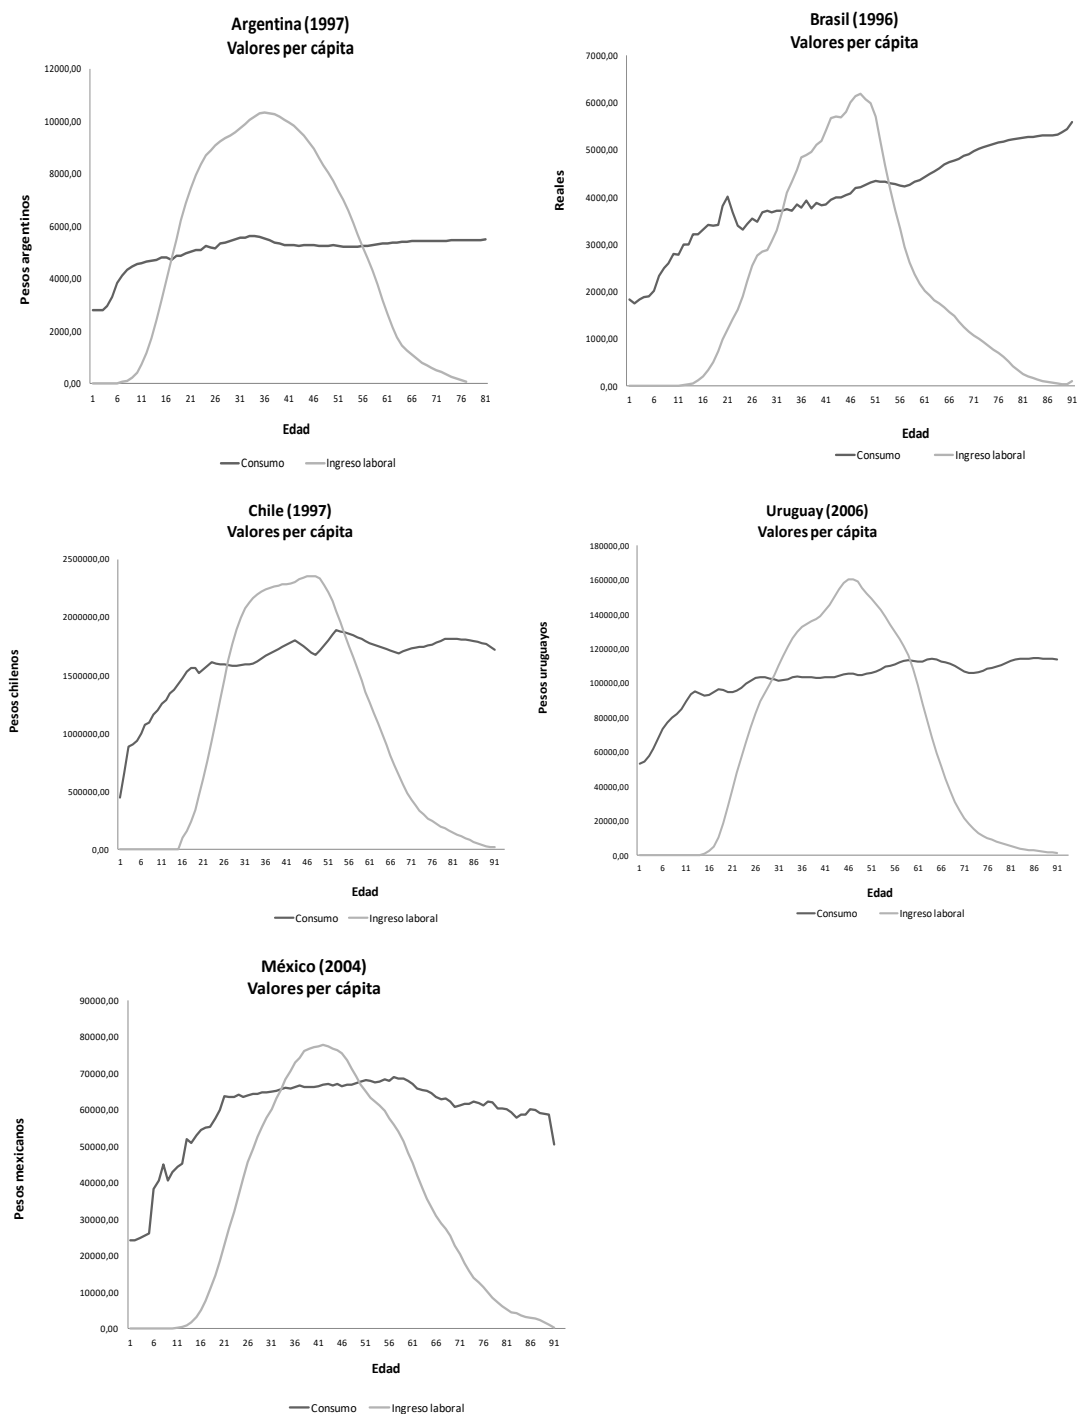 Argentina (1997)
Valores per cápita
12000,00
10000,00
8000,00
6000,00
4000,00
2000,00
0,00
Pesos argentinos
1 6 11 16 21 26 31 36 41 46 51 56 61 66 71 76 81
Edad
Consumo Ingreso laboral
Brasil (1996)
Valores per cápita
7000,00
6000,00
5000,00
4000,00
3000,00
2000,00
1000,00
0,00
Reales
1 6 11 16 21 26 31 36 41 46 51 56 61 66 71 76 81 86 91
Edad
Consumo Ingreso laboral
Chile (1997)
Valores per cápita
2500000,00
2000000,00
1500000,00
1000000,00
500000,00
0,00
Pesos chilenos
1 6 11 16 21 26 31 36 41 46 51 56 61 66 71 76 81 86 91
Edad
Consumo Ingreso laboral
Uruguay (2006)
Valores per cápita
180000,00
160000,00
140000,00
120000,00
100000,00
80000,00
60000,00
40000,00
20000,00
0,00
Pesos uruguayos
1 6 11 16 21 26 31 36 41 46 51 56 61 66 71 76 81 86 91
Edad
Consumo Ingreso laboral
México (2004)
Valores per cápita
90000,00
80000,00
70000,00
60000,00
50000,00
40000,00
30000,00
20000,00
10000,00
0,00
Pesos mexicanos
1 6 11 16 21 26 31 36 41 46 51 56 61 66 71 76 81 86 91
Edad
Consumo Ingreso laboral